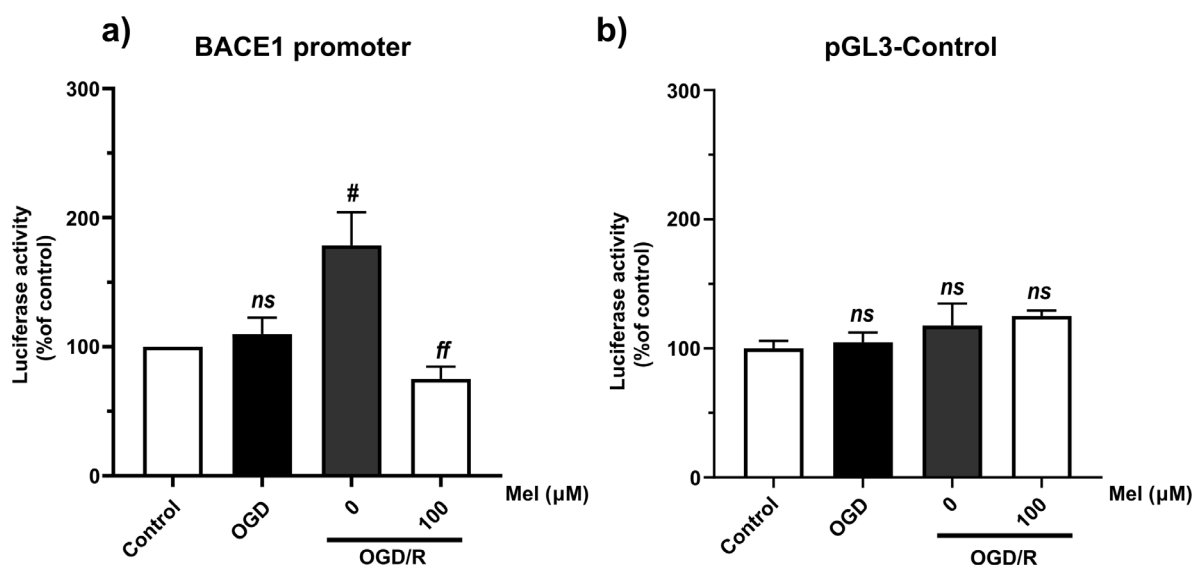 a)
BACE1 promoter
Luciferase activity
(%of control)
300
200
100
0
#
ns
ff
Control
OGD
0
100
Mel (µM)
OGD/R
b)
pGL3-Control
Luciferase activity
(%of control)
300
200
100
0
ns
ns
ns
Control
OGD
0
100
Mel (µM)
OGD/R